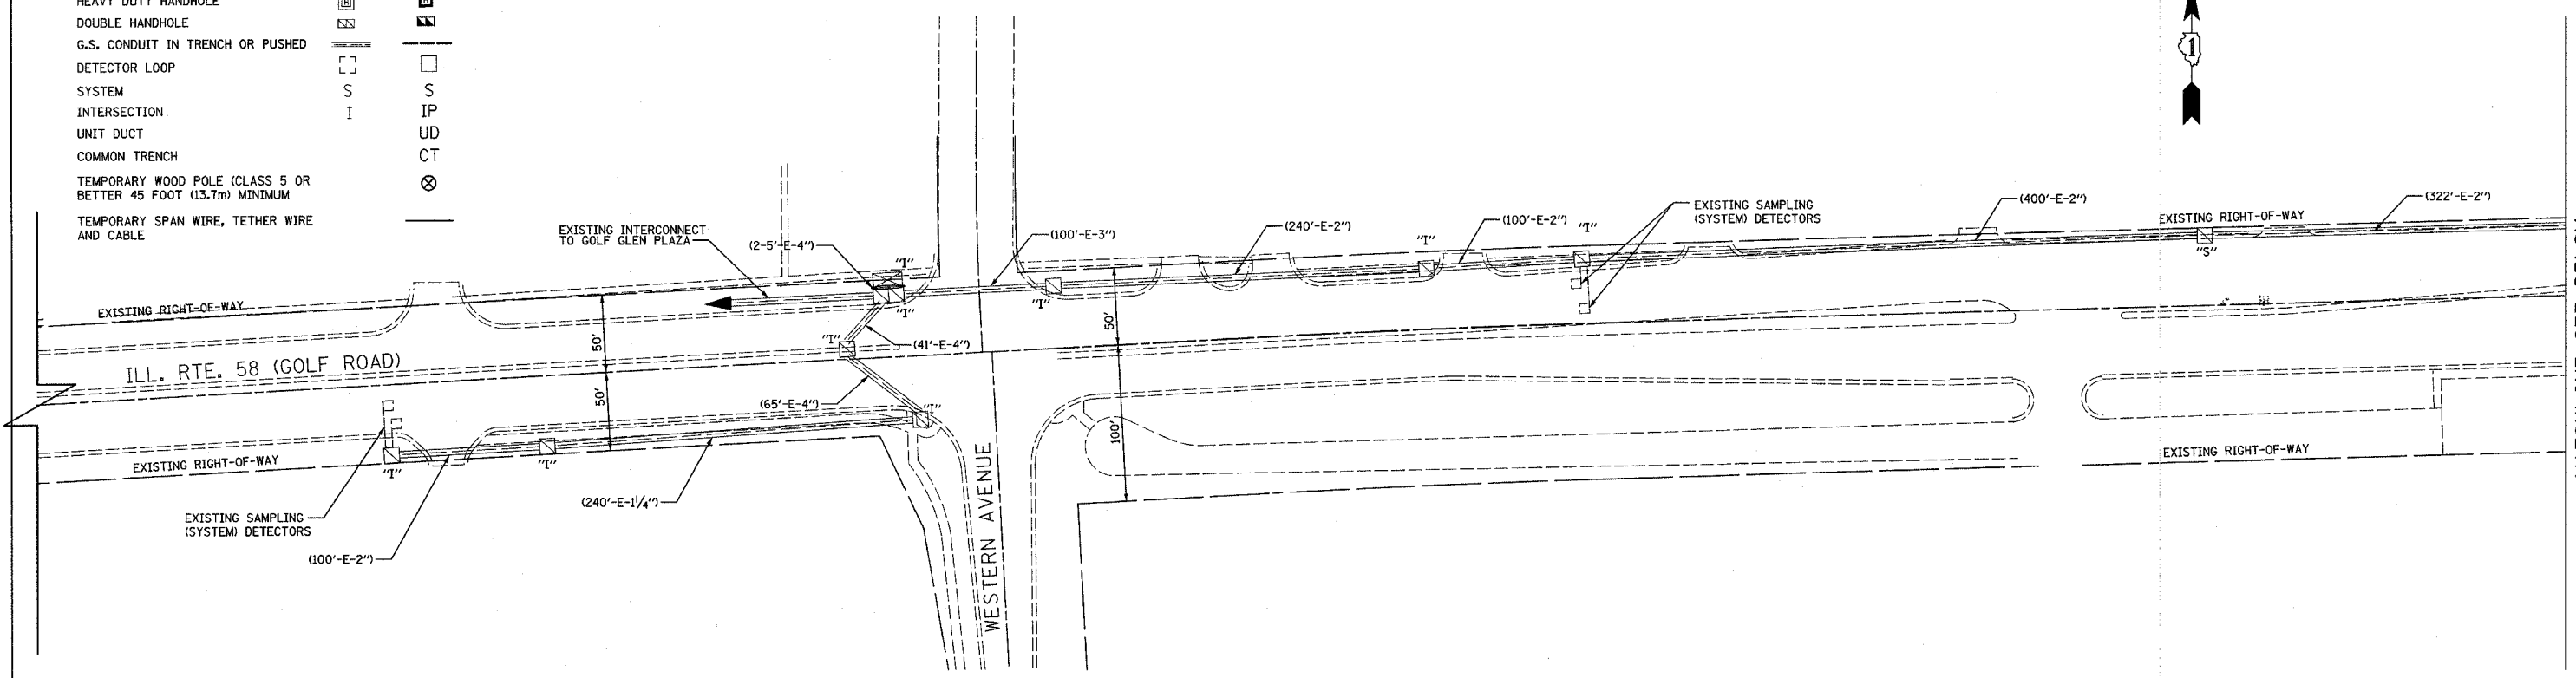 HEAVY DUTY HANDHOLE H H
DOUBLE HANDHOLE
G.S. CONDUIT IN TRENCH OR PUSHED
DETECTOR LOOP
SYSTEM S S
INTERSECTION I IP
UNIT DUCT UD
COMMON TRENCH CT
TEMPORARY WOOD POLE (CLASS 5 OR
BETTER 45 FOOT (13.7m) MINIMUM
TEMPORARY SPAN WIRE, TETHER WIRE
AND CABLE
1
EXISTING INTERCONNECT
TO GOLF GLEN PLAZA
(2-5'-E-4")
"I"
"I"
(100'-E-3")
"I"
(240'-E-2")
"I"
(100'-E-2")
"I"
EXISTING SAMPLING
(SYSTEM) DETECTORS
(400'-E-2")
EXISTING RIGHT-OF-WAY
(322'-E-2")
"S"
EXISTING RIGHT-OF-WAY
50'
50'
50'
100'
"I"
(41'-E-4")
ILL. RTE. 58 (GOLF ROAD)
(65'-E-4")
"I"
EXISTING RIGHT-OF-WAY
"I"
"I"
(240'-E-1¼")
EXISTING SAMPLING
(SYSTEM) DETECTORS
(100'-E-2")
WESTERN AVENUE
EXISTING RIGHT-OF-WAY